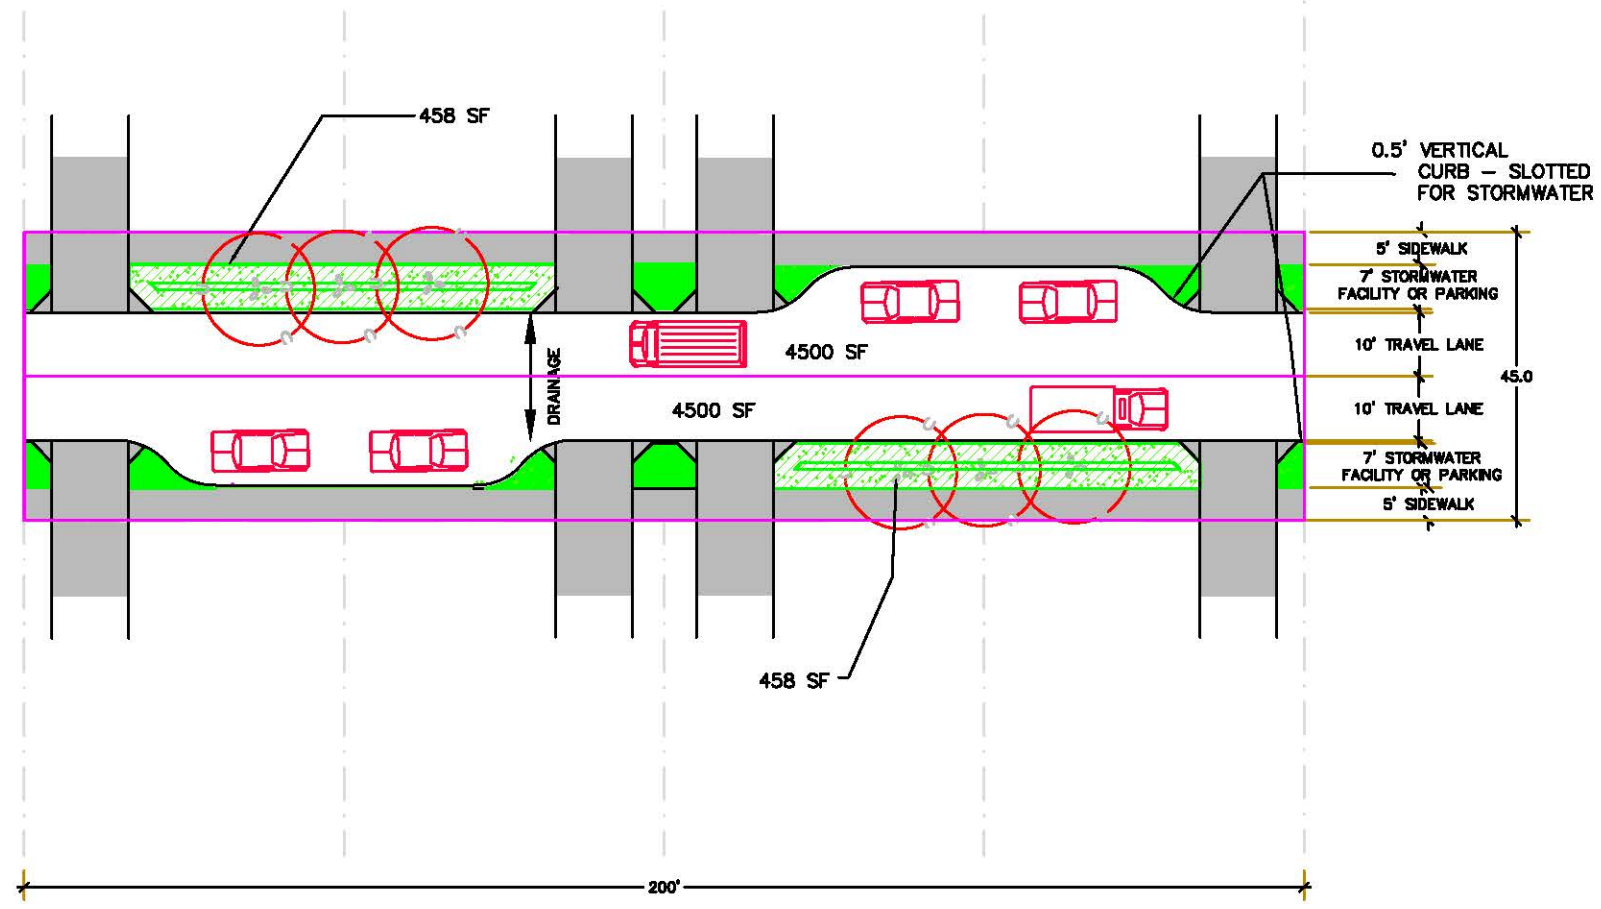 458 SF
0.5' VERTICAL
CURB – SLOTTED
FOR STORMWATER
5' SIDEWALK
7' STORMWATER
FACILITY OR PARKING
10' TRAVEL LANE
45.0
10' TRAVEL LANE
7' STORMWATER
FACILITY OR PARKING
5' SIDEWALK
4500 SF
DRAINAGE
4500 SF
458 SF
200'